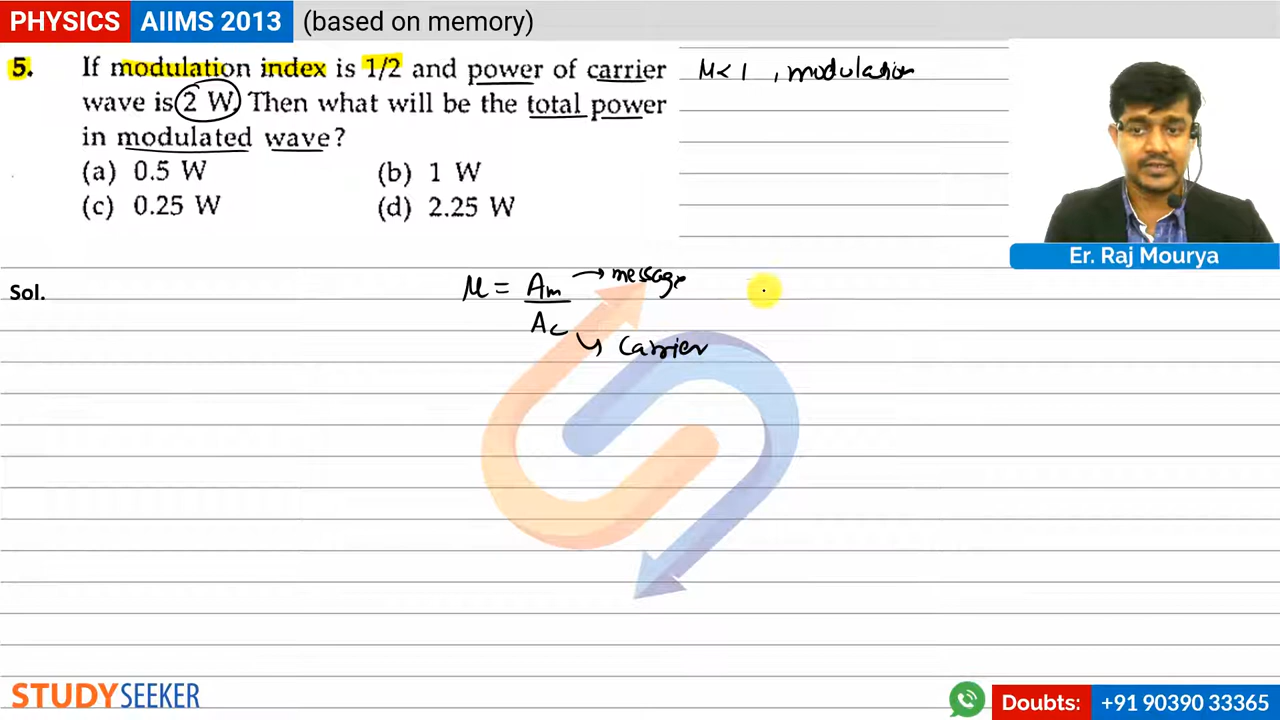 PHYSICS AIIMS 2013 (based on memory)
5. If modulation index is 1/2 and power of carrier
wave is 2 W. Then what will be the total power
in modulated wave?
(a) 0.5 W (b) 1 W
(c) 0.25 W (d) 2.25 W
μ < 1 , modulation
Er. Raj Mourya
Sol.
μ = Am → message
Ac
↳ Carrier
STUDY SEEKER
Doubts: +91 90390 33365